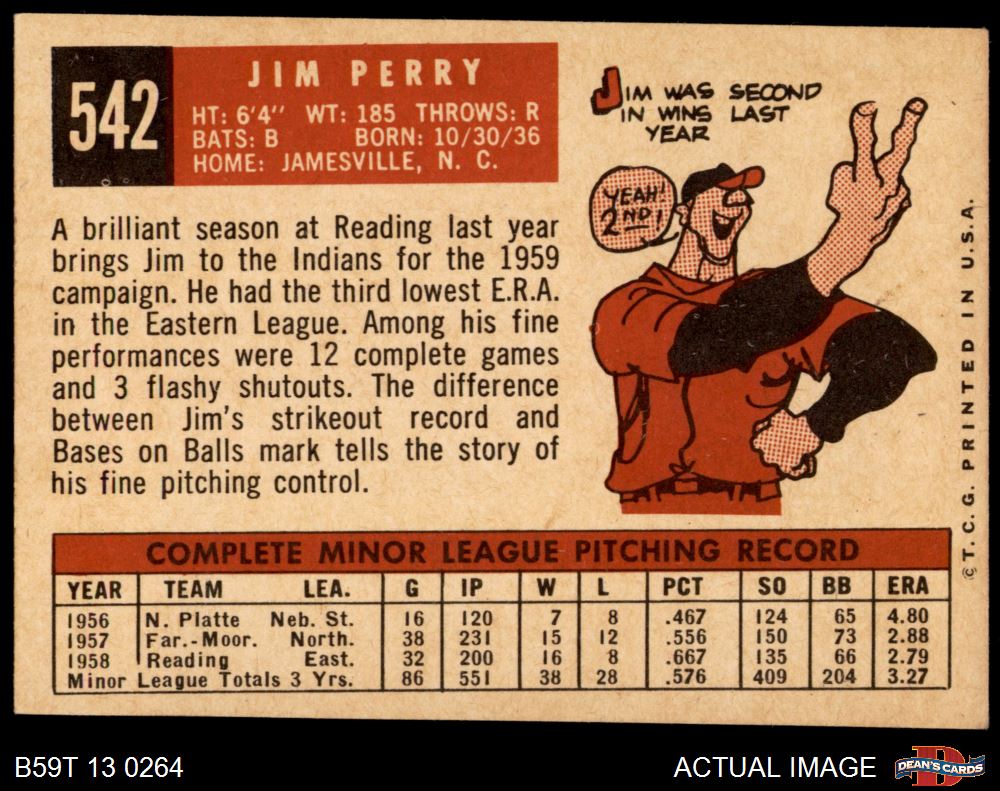 542
JIM PERRY
HT: 6'4" WT: 185 THROWS: R
BATS: B BORN: 10/30/36
HOME: JAMESVILLE, N. C.
JIM WAS SECOND
IN WINS LAST
YEAR
YEAH!
2ND!
A brilliant season at Reading last year
brings Jim to the Indians for the 1959
campaign. He had the third lowest E.R.A.
in the Eastern League. Among his fine
performances were 12 complete games
and 3 flashy shutouts. The difference
between Jim's strikeout record and
Bases on Balls mark tells the story of
his fine pitching control.
© T. C. G. PRINTED IN U.S.A.
COMPLETE MINOR LEAGUE PITCHING RECORD
YEAR TEAM LEA. G IP W L PCT SO BB ERA
1956 N. Platte Neb. St. 16 120 7 8 .467 124 65 4.80
1957 Far.-Moor. North. 38 231 15 12 .556 150 73 2.88
1958 Reading East. 32 200 16 8 .667 135 66 2.79
Minor League Totals 3 Yrs. 86 551 38 28 .576 409 204 3.27
B59T 13 0264
ACTUAL IMAGE
DEAN'S CARDS